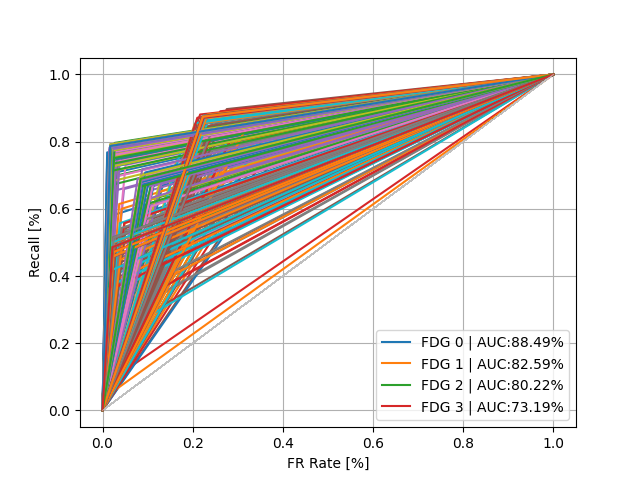 1.0
0.8
0.6
0.4
0.2
0.0
Recall [%]
0.0 0.2 0.4 0.6 0.8 1.0
FR Rate [%]
FDG 0 | AUC:88.49%
FDG 1 | AUC:82.59%
FDG 2 | AUC:80.22%
FDG 3 | AUC:73.19%